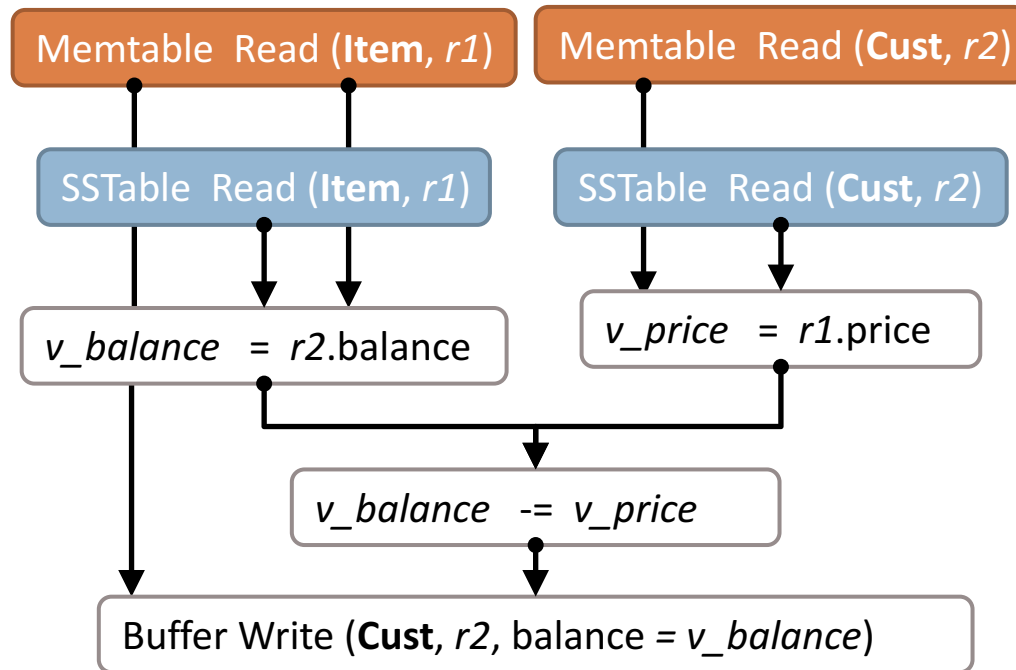 Memtable Read (Item, r1)
Memtable Read (Cust, r2)
SSTable Read (Item, r1)
SSTable Read (Cust, r2)
v_balance = r2.balance
v_price = r1.price
v_balance -= v_price
Buffer Write (Cust, r2, balance = v_balance)